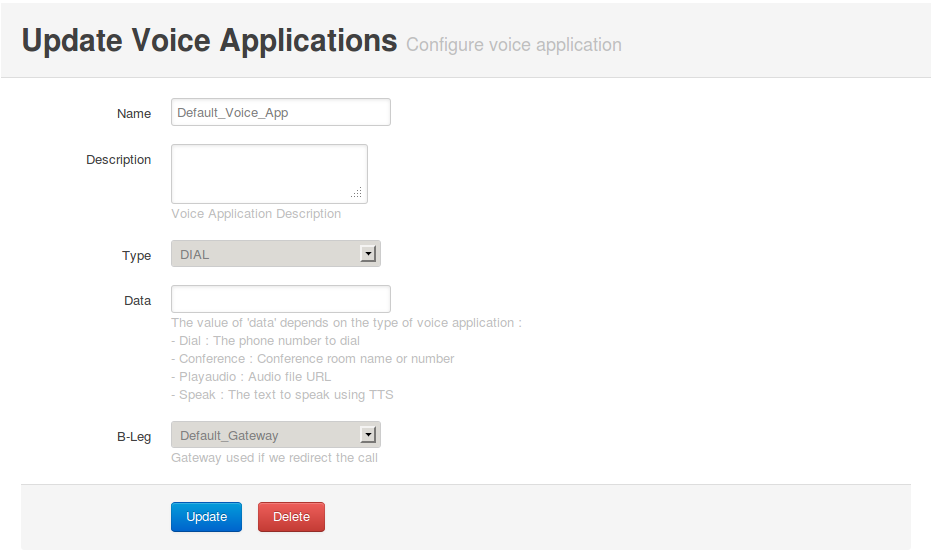 Update Voice Applications Configure voice application
Name Default_Voice_App
Description
Voice Application Description
Type DIAL
Data
The value of 'data' depends on the type of voice application :
- Dial : The phone number to dial
- Conference : Conference room name or number
- Playaudio : Audio file URL
- Speak : The text to speak using TTS
B-Leg Default_Gateway
Gateway used if we redirect the call
Update Delete